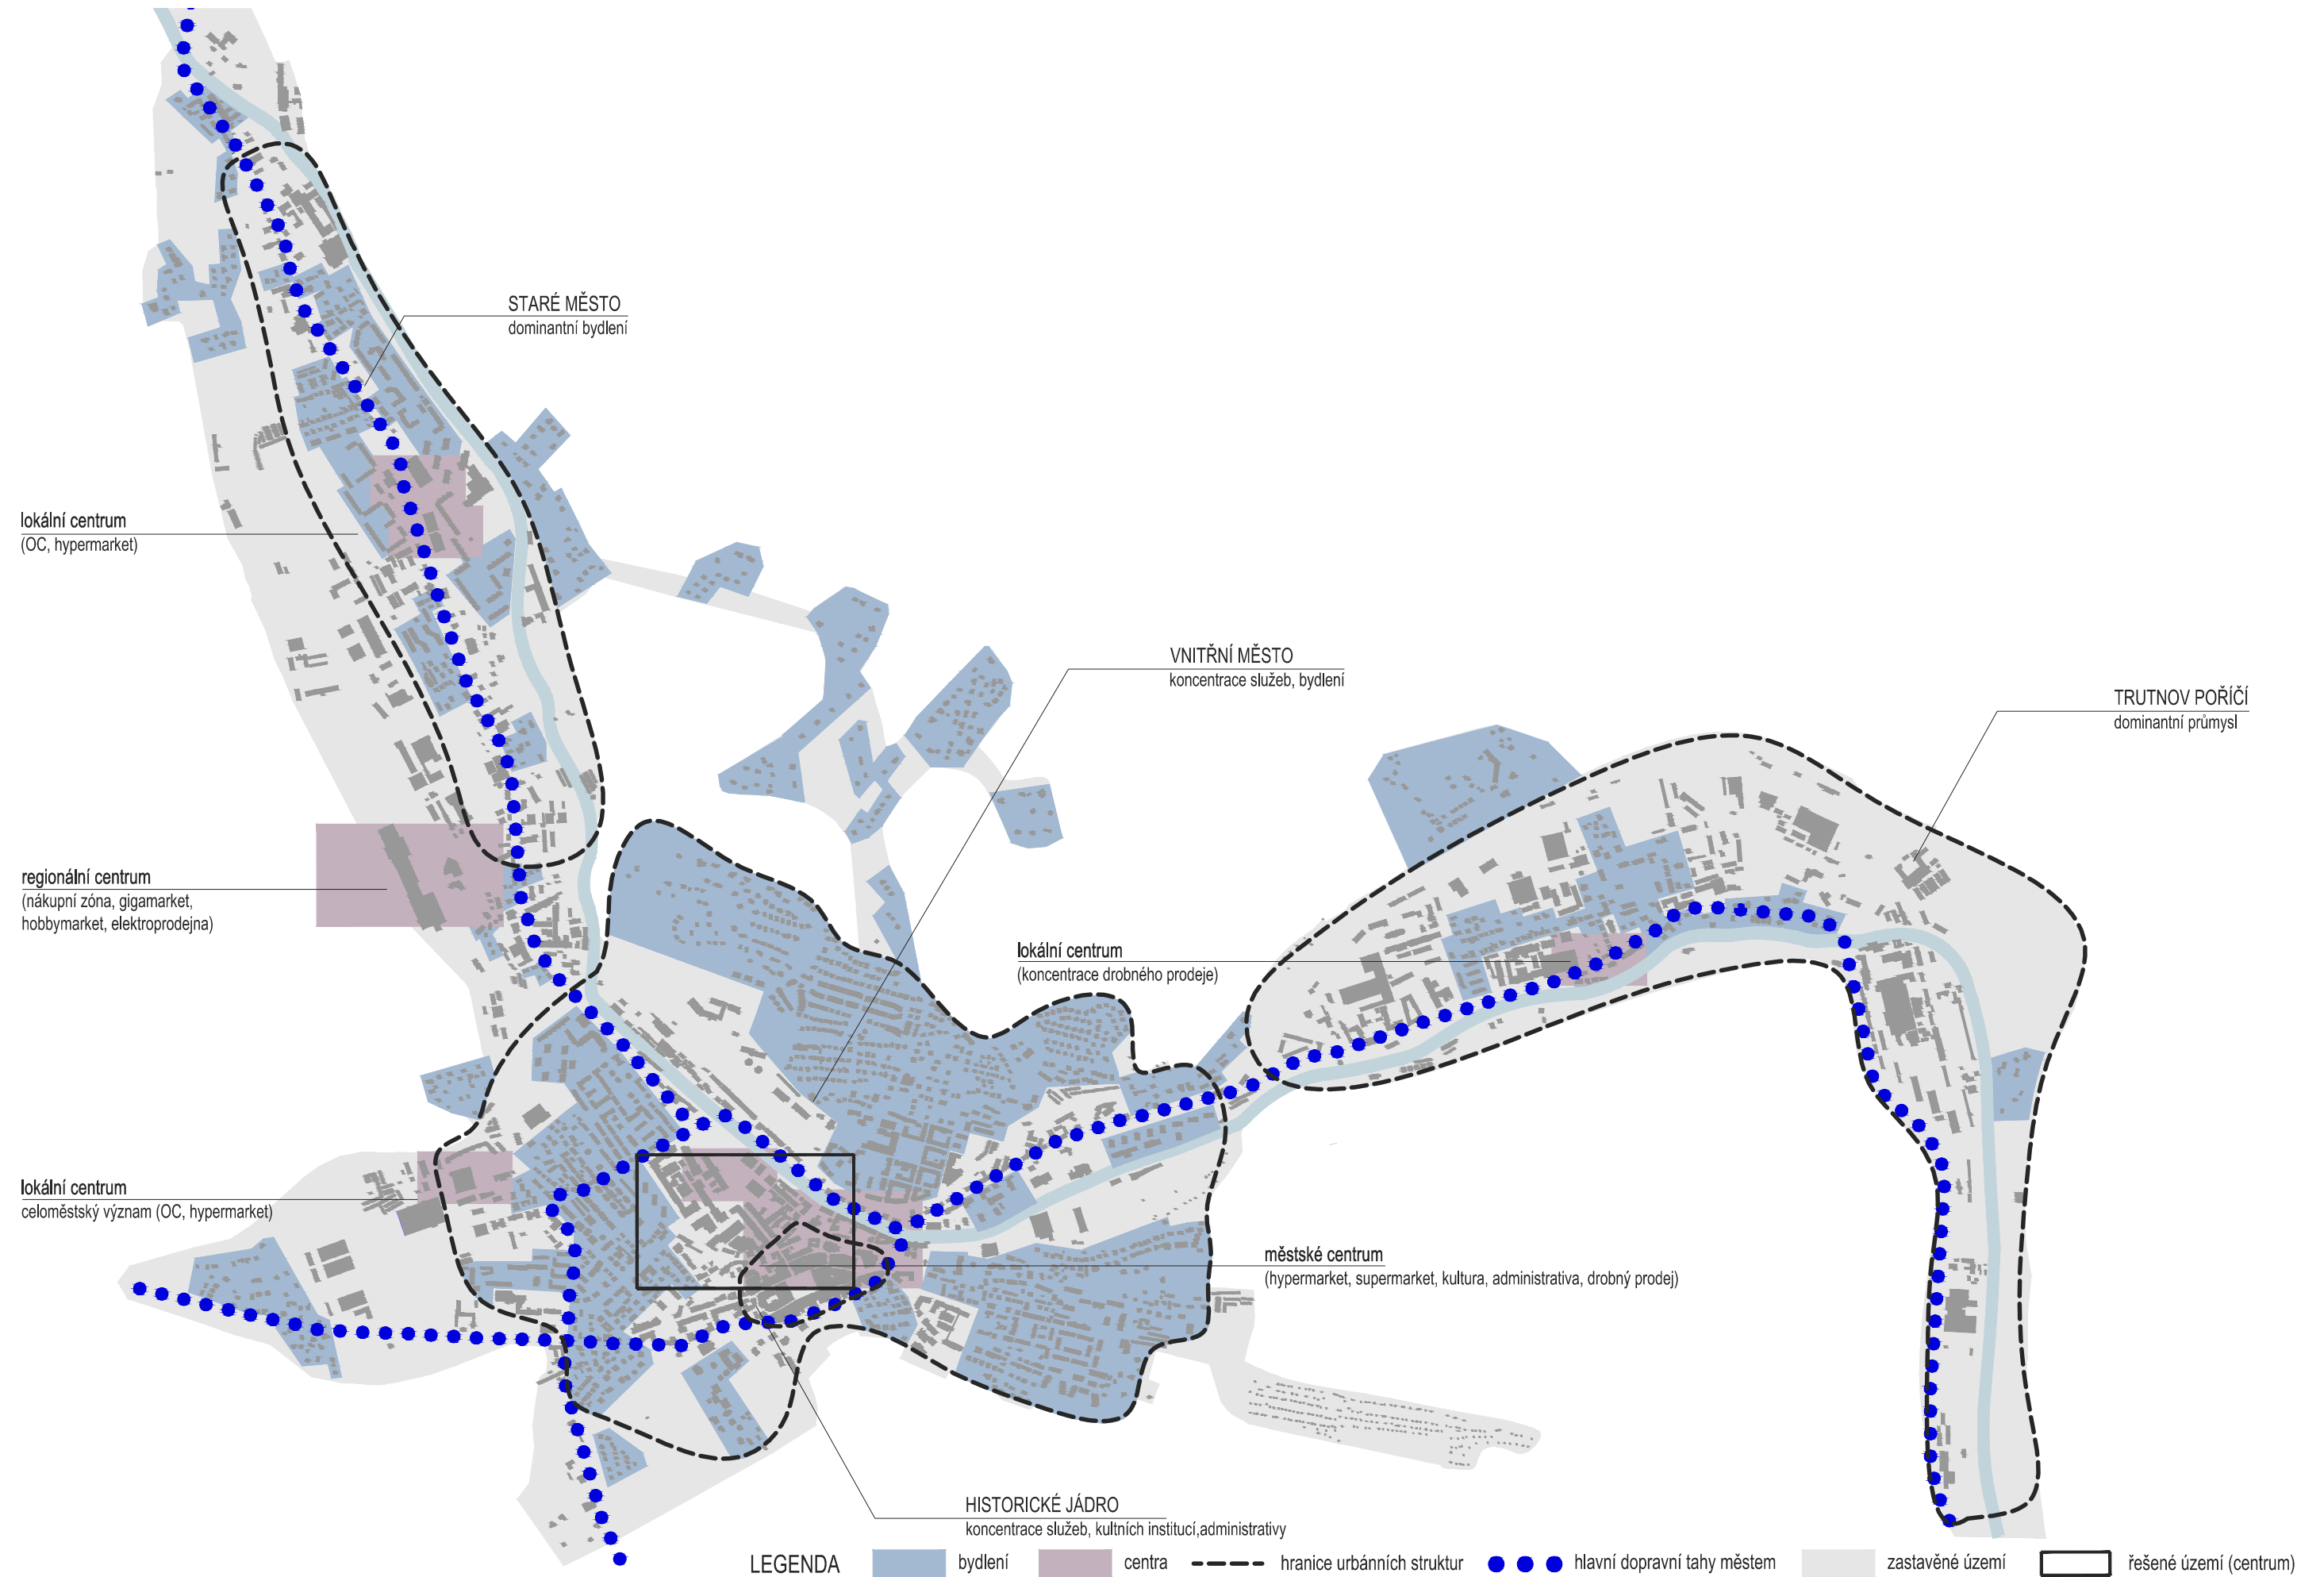 STARÉ MĚSTO
dominantní bydlení
lokální centrum
(OC, hypermarket)
VNITŘNÍ MĚSTO
koncentrace služeb, bydlení
TRUTNOV POŘÍČÍ
dominantní průmysl
regionální centrum
(nákupní zóna, gigamarket,
hobbymarket, elektroprodejna)
lokální centrum
(koncentrace drobného prodeje)
lokální centrum
celoměstský význam (OC, hypermarket)
městské centrum
(hypermarket, supermarket, kultura, administrativa, drobný prodej)
HISTORICKÉ JÁDRO
koncentrace služeb, kultních institucí,administrativy
LEGENDA bydlení centra hranice urbánních struktur hlavní dopravní tahy městem zastavěné území řešené území (centrum)